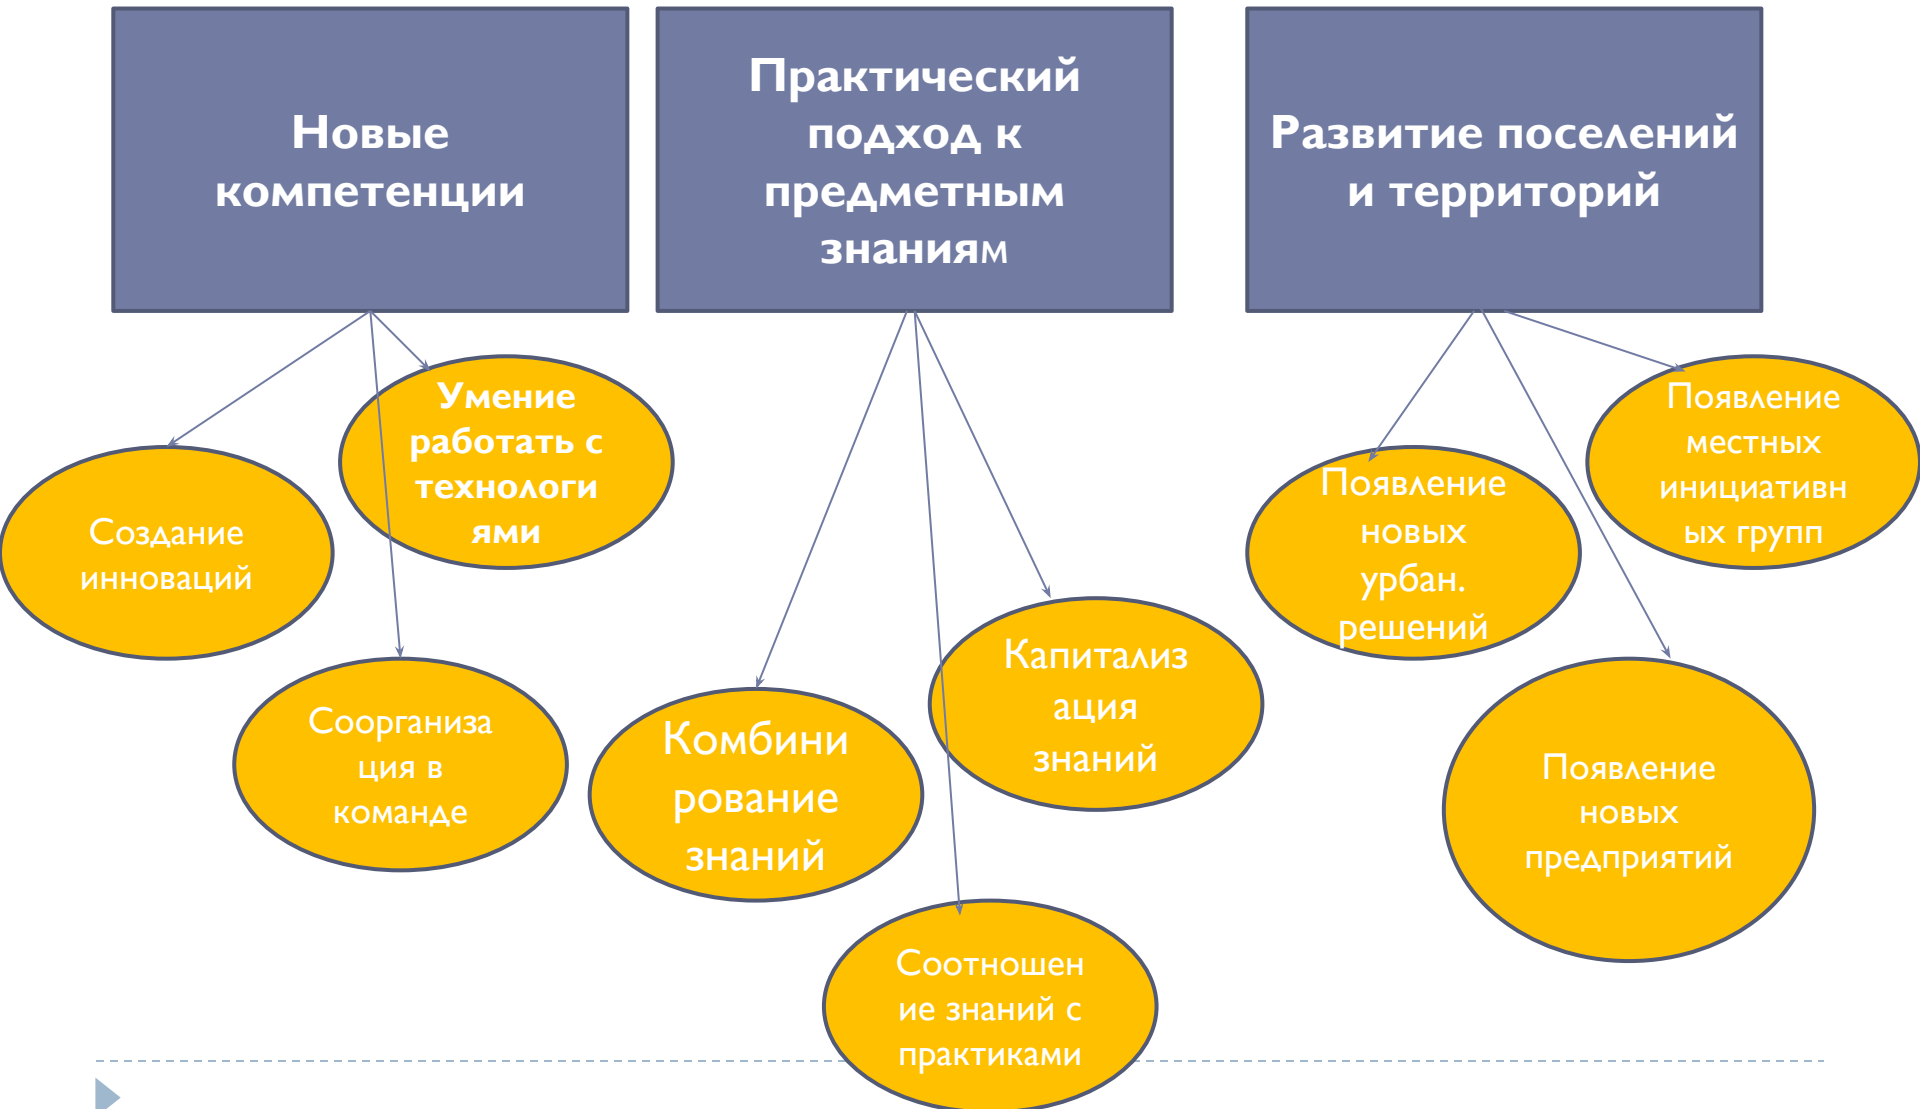 Новые
компетенции
Практический
подход к
предметным
знаниям
Развитие поселений
и территорий
Умение
работать с
технологи
ями
Создание
инноваций
Соорганиза
ция в
команде
Комбини
рование
знаний
Капитализ
ация
знаний
Соотношен
ие знаний с
практиками
Появление
новых
урбан.
решений
Появление
местных
инициативн
ых групп
Появление
новых
предприятий